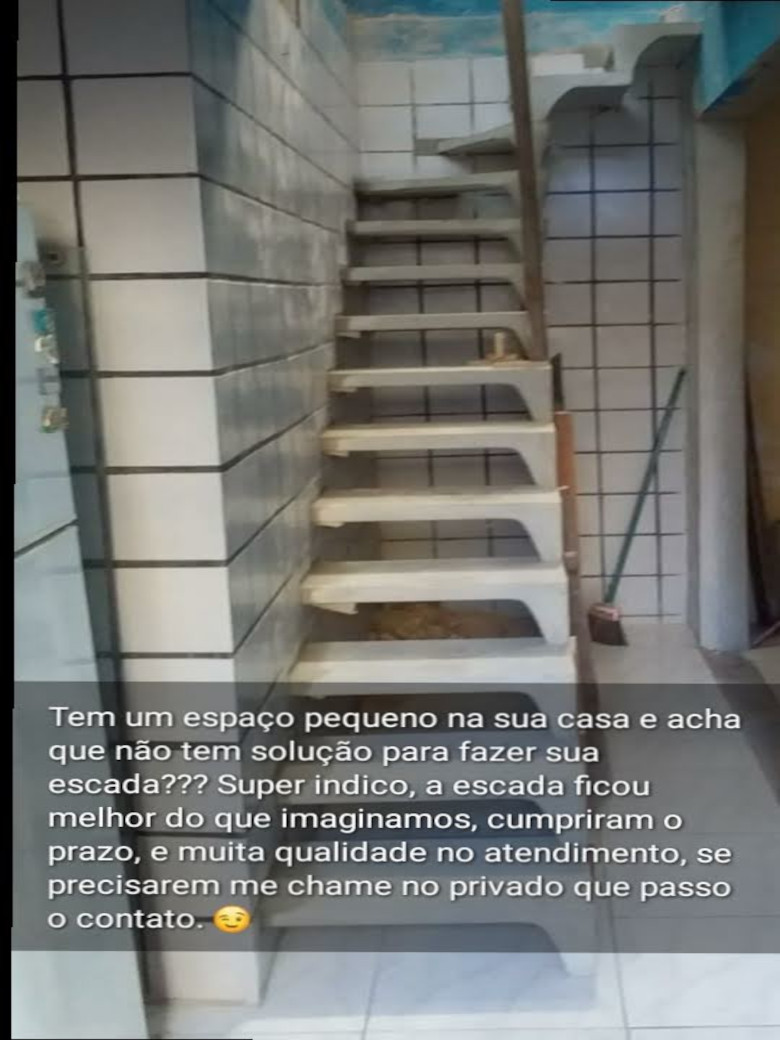 Tem um espaço pequeno na sua casa e acha
que não tem solução para fazer sua
escada??? Super indico, a escada ficou
melhor do que imaginamos, cumpriram o
prazo, e muita qualidade no atendimento, se
precisarem me chame no privado que passo
o contato. 😉